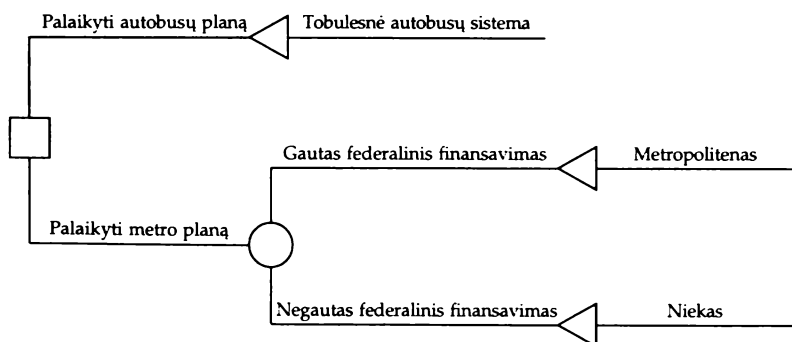 Palaikyti autobusų planą
Tobulesnė autobusų sistema
Gautas federalinis finansavimas
Metropolitenas
Palaikyti metro planą
Negautas federalinis finansavimas
Niekas